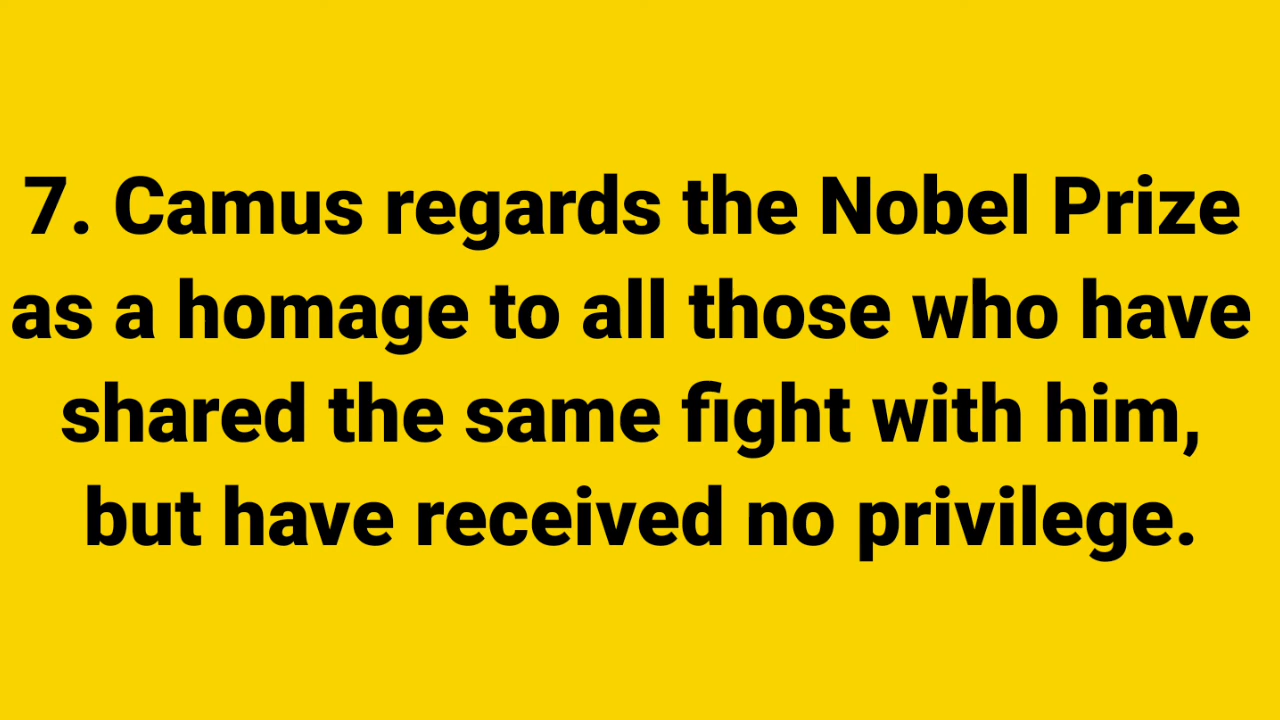 7. Camus regards the Nobel Prize
as a homage to all those who have
shared the same fight with him,
but have received no privilege.